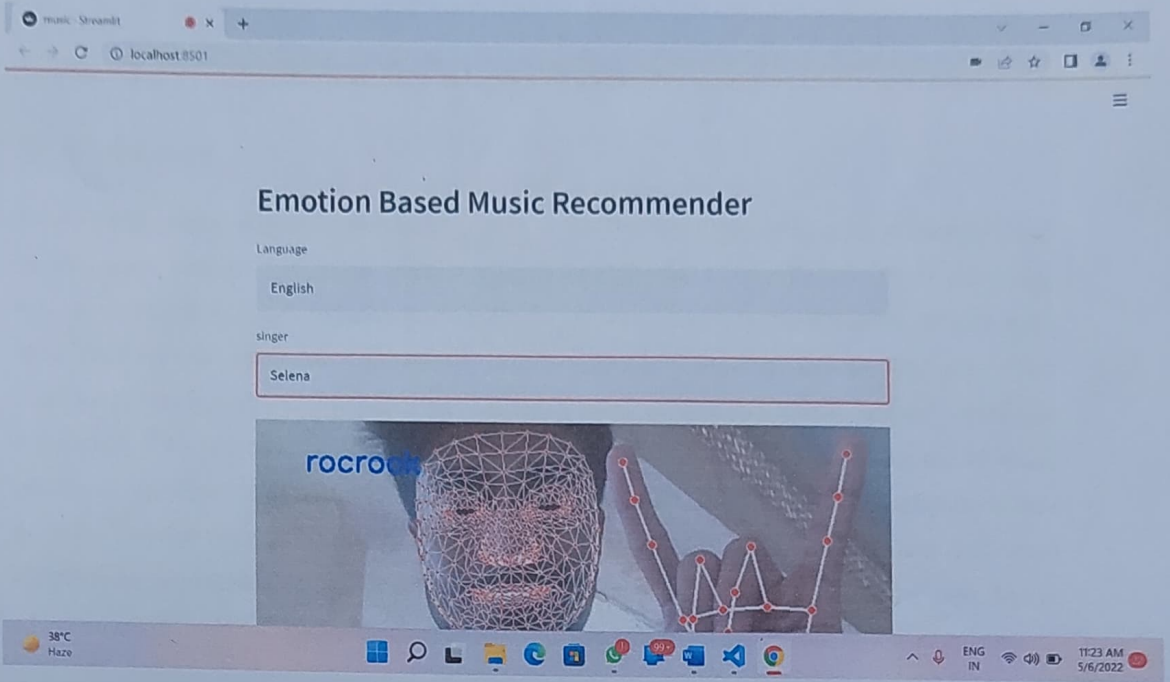 music · Streamlit
localhost:8501
Emotion Based Music Recommender
Language
English
singer
Selena
rocrock
38°C
Haze
99+
ENG
IN
11:23 AM
5/6/2022